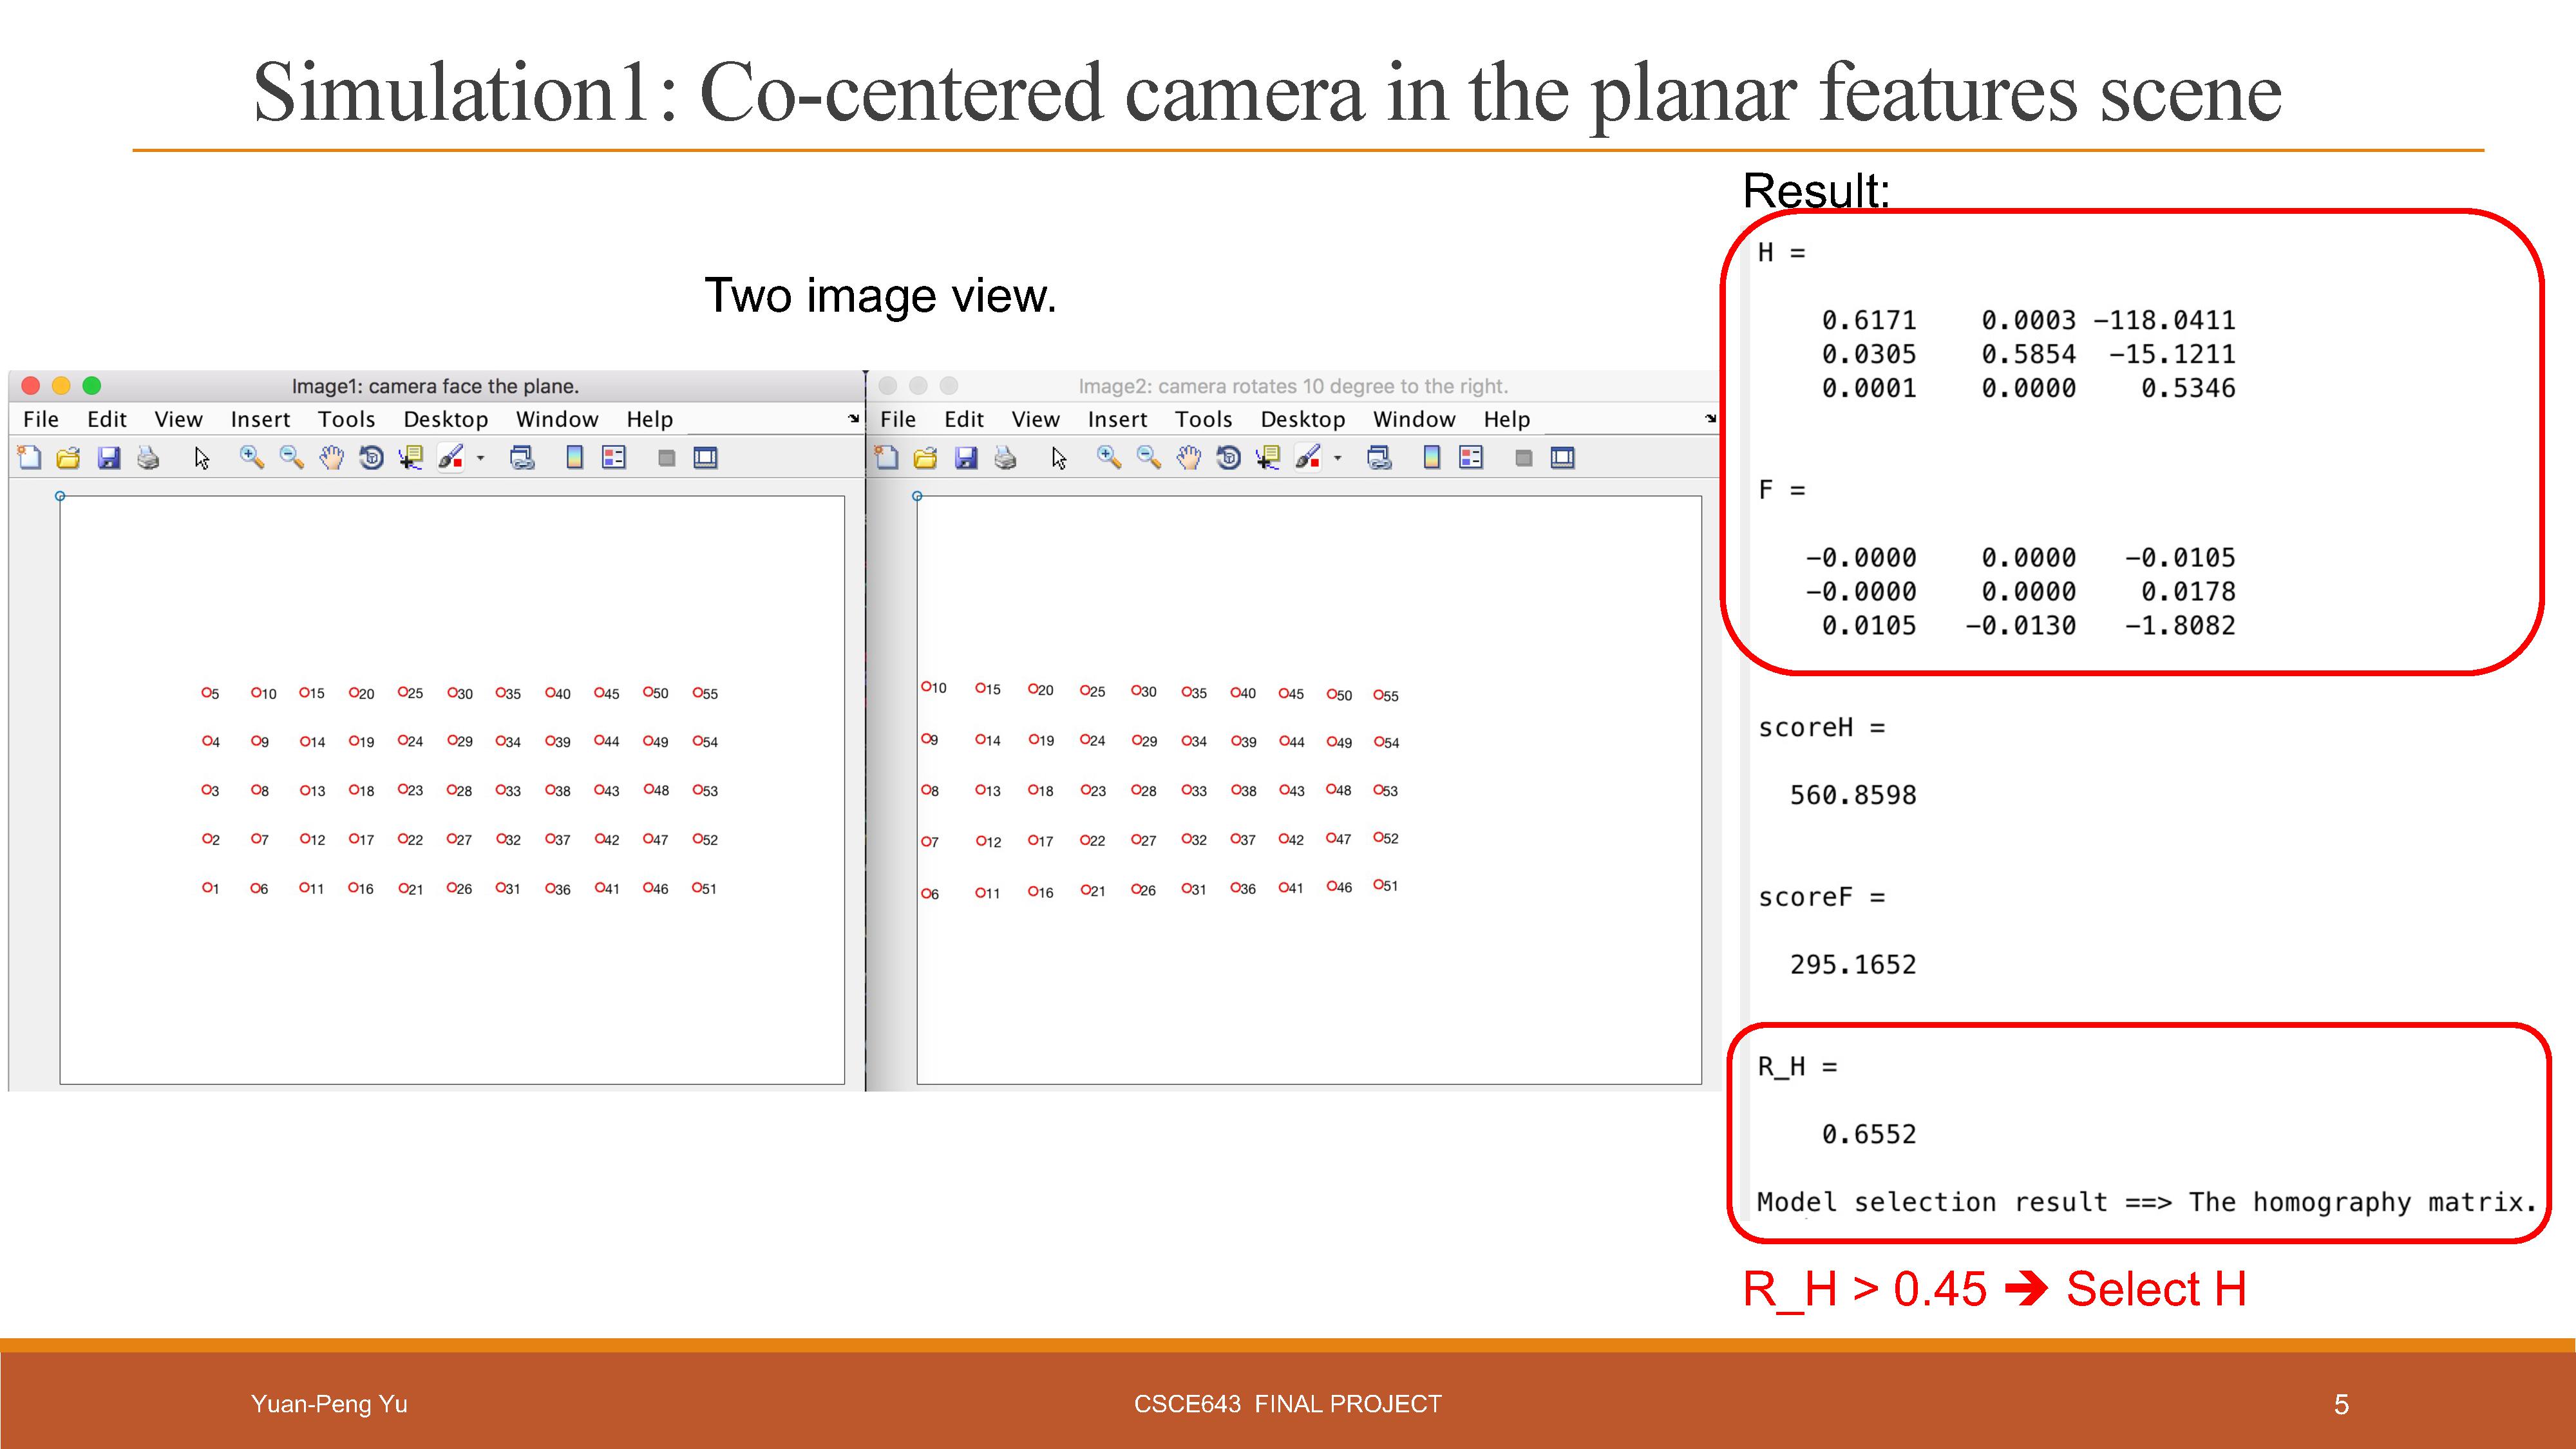 Simulation1: Co-centered camera in the planar features scene
Two image view.
Image1: camera face the plane.
File Edit View Insert Tools Desktop Window Help
5 10 15 20 25 30 35 40 45 50 55
4 9 14 19 24 29 34 39 44 49 54
3 8 13 18 23 28 33 38 43 48 53
2 7 12 17 22 27 32 37 42 47 52
1 6 11 16 21 26 31 36 41 46 51
Image2: camera rotates 10 degree to the right.
File Edit View Insert Tools Desktop Window Help
10 15 20 25 30 35 40 45 50 55
9 14 19 24 29 34 39 44 49 54
8 13 18 23 28 33 38 43 48 53
7 12 17 22 27 32 37 42 47 52
6 11 16 21 26 31 36 41 46 51
Result:
H =
0.6171 0.0003 -118.0411
0.0305 0.5854 -15.1211
0.0001 0.0000 0.5346
F =
-0.0000 0.0000 -0.0105
-0.0000 0.0000 0.0178
0.0105 -0.0130 -1.8082
scoreH =
560.8598
scoreF =
295.1652
R_H =
0.6552
Model selection result ==> The homography matrix.
R_H > 0.45 ➔ Select H
Yuan-Peng Yu
CSCE643 FINAL PROJECT
5